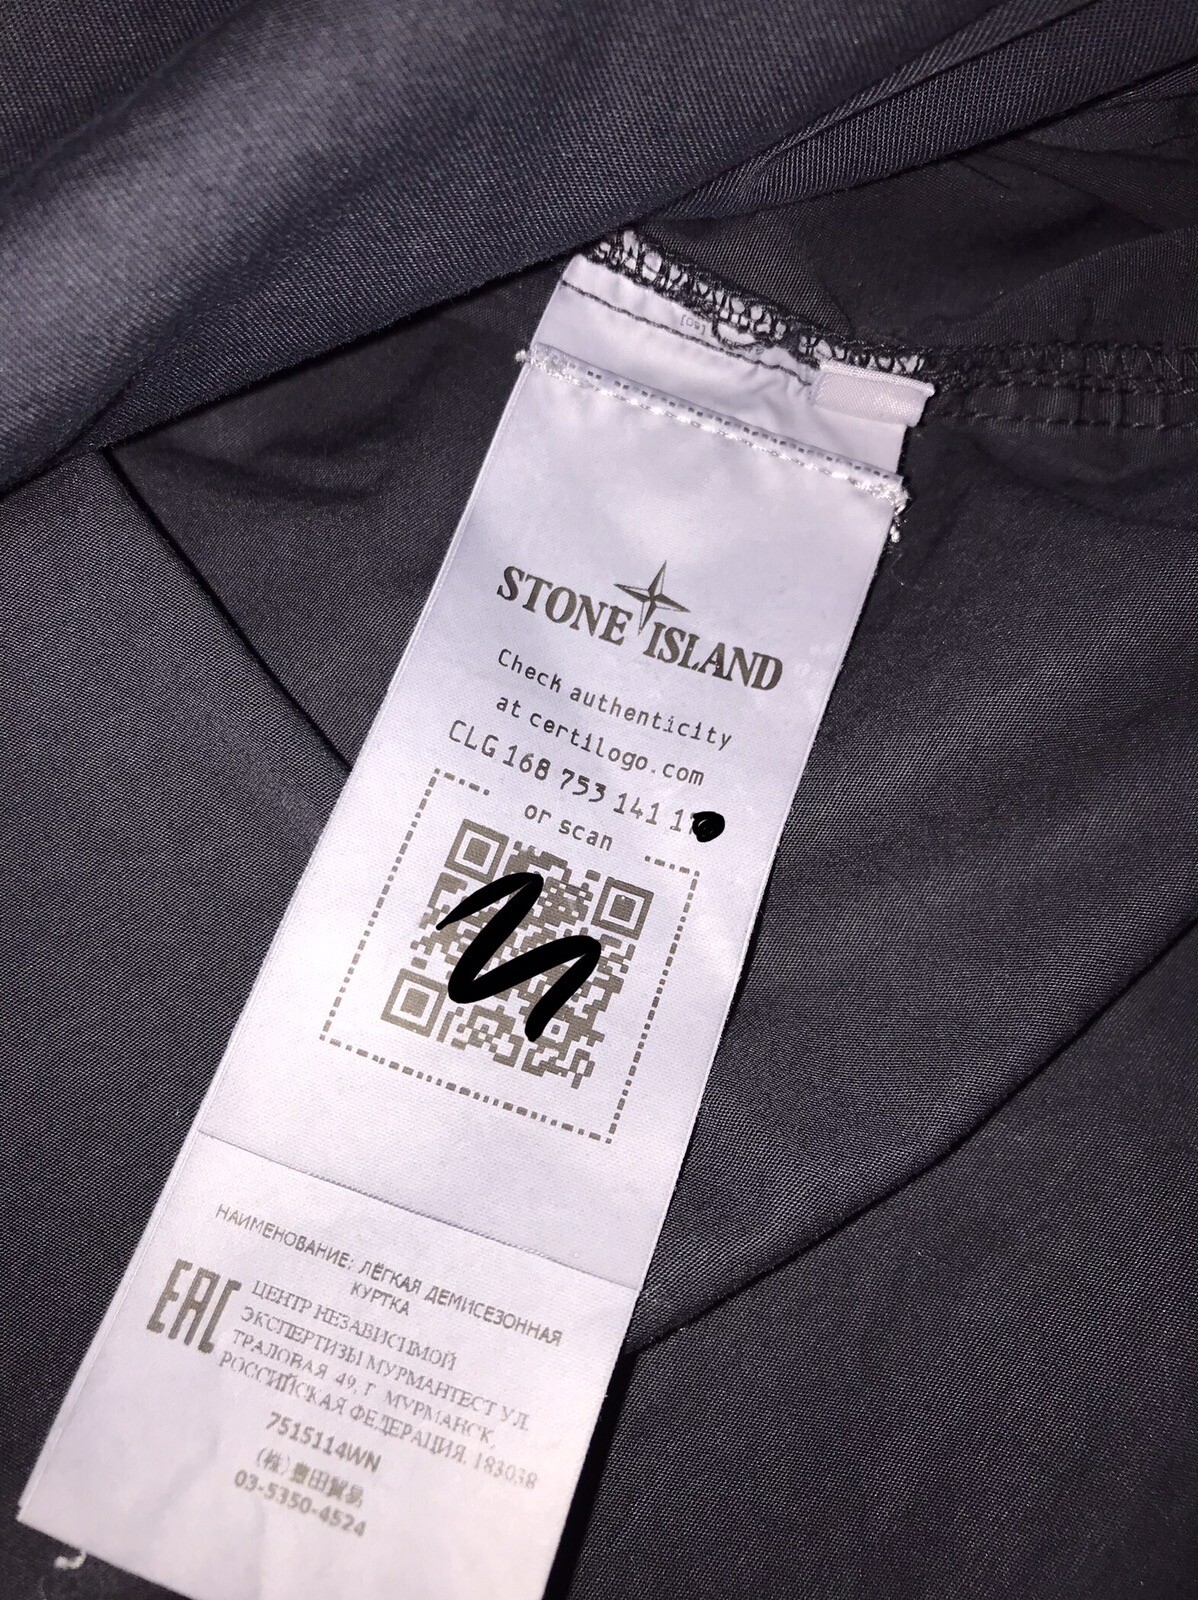 STONE ISLAND
Check authenticity
at certilogo.com
CLG 168 753 141 1
or scan
НАИМЕНОВАНИЕ: ЛЁГКАЯ ДЕМИСЕЗОННАЯ
КУРТКА
EAC
ЦЕНТР НЕЗАВИСИМОЙ
ЭКСПЕРТИЗЫ МУРМАНТЕСТ УЛ.
ТРАЛОВАЯ 49, Г МУРМАНСК,
РОССИЙСКАЯ ФЕДЕРАЦИЯ, 183038
7515114WN
(株)豊田貿易
03-5350-4524